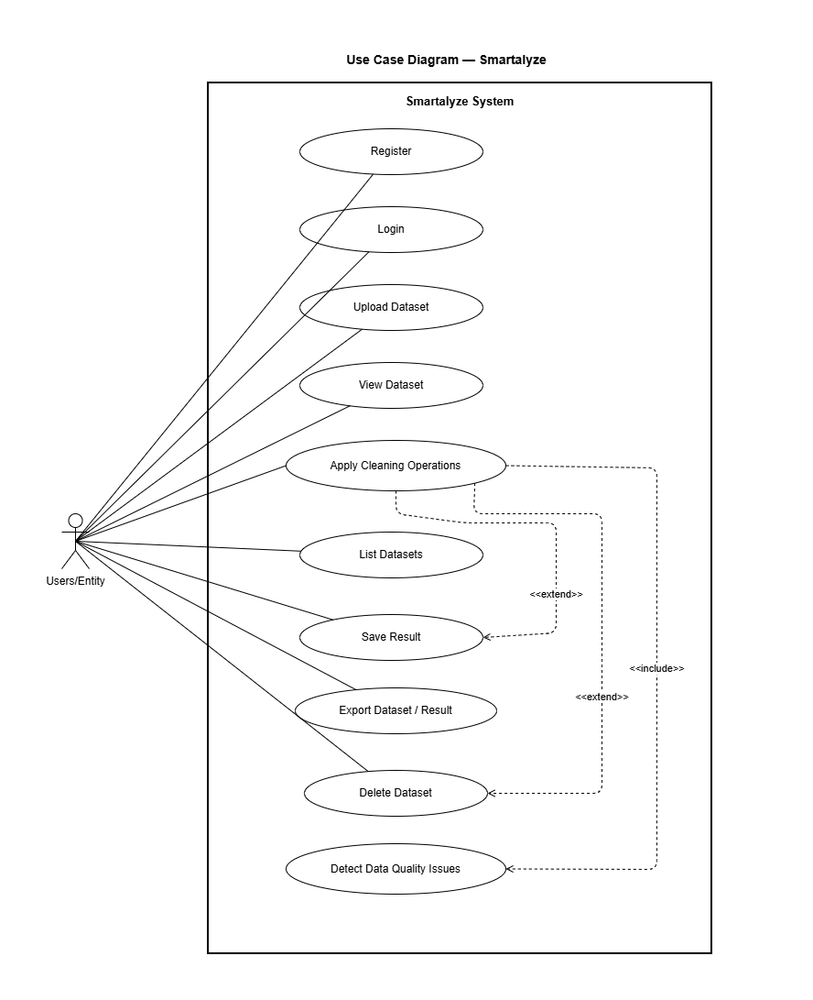 Use Case Diagram — Smartalyze
Smartalyze System
Register
Login
Upload Dataset
View Dataset
Apply Cleaning Operations
Users/Entity
List Datasets
<<extend>>
Save Result
<<include>>
<<extend>>
Export Dataset / Result
Delete Dataset
Detect Data Quality Issues